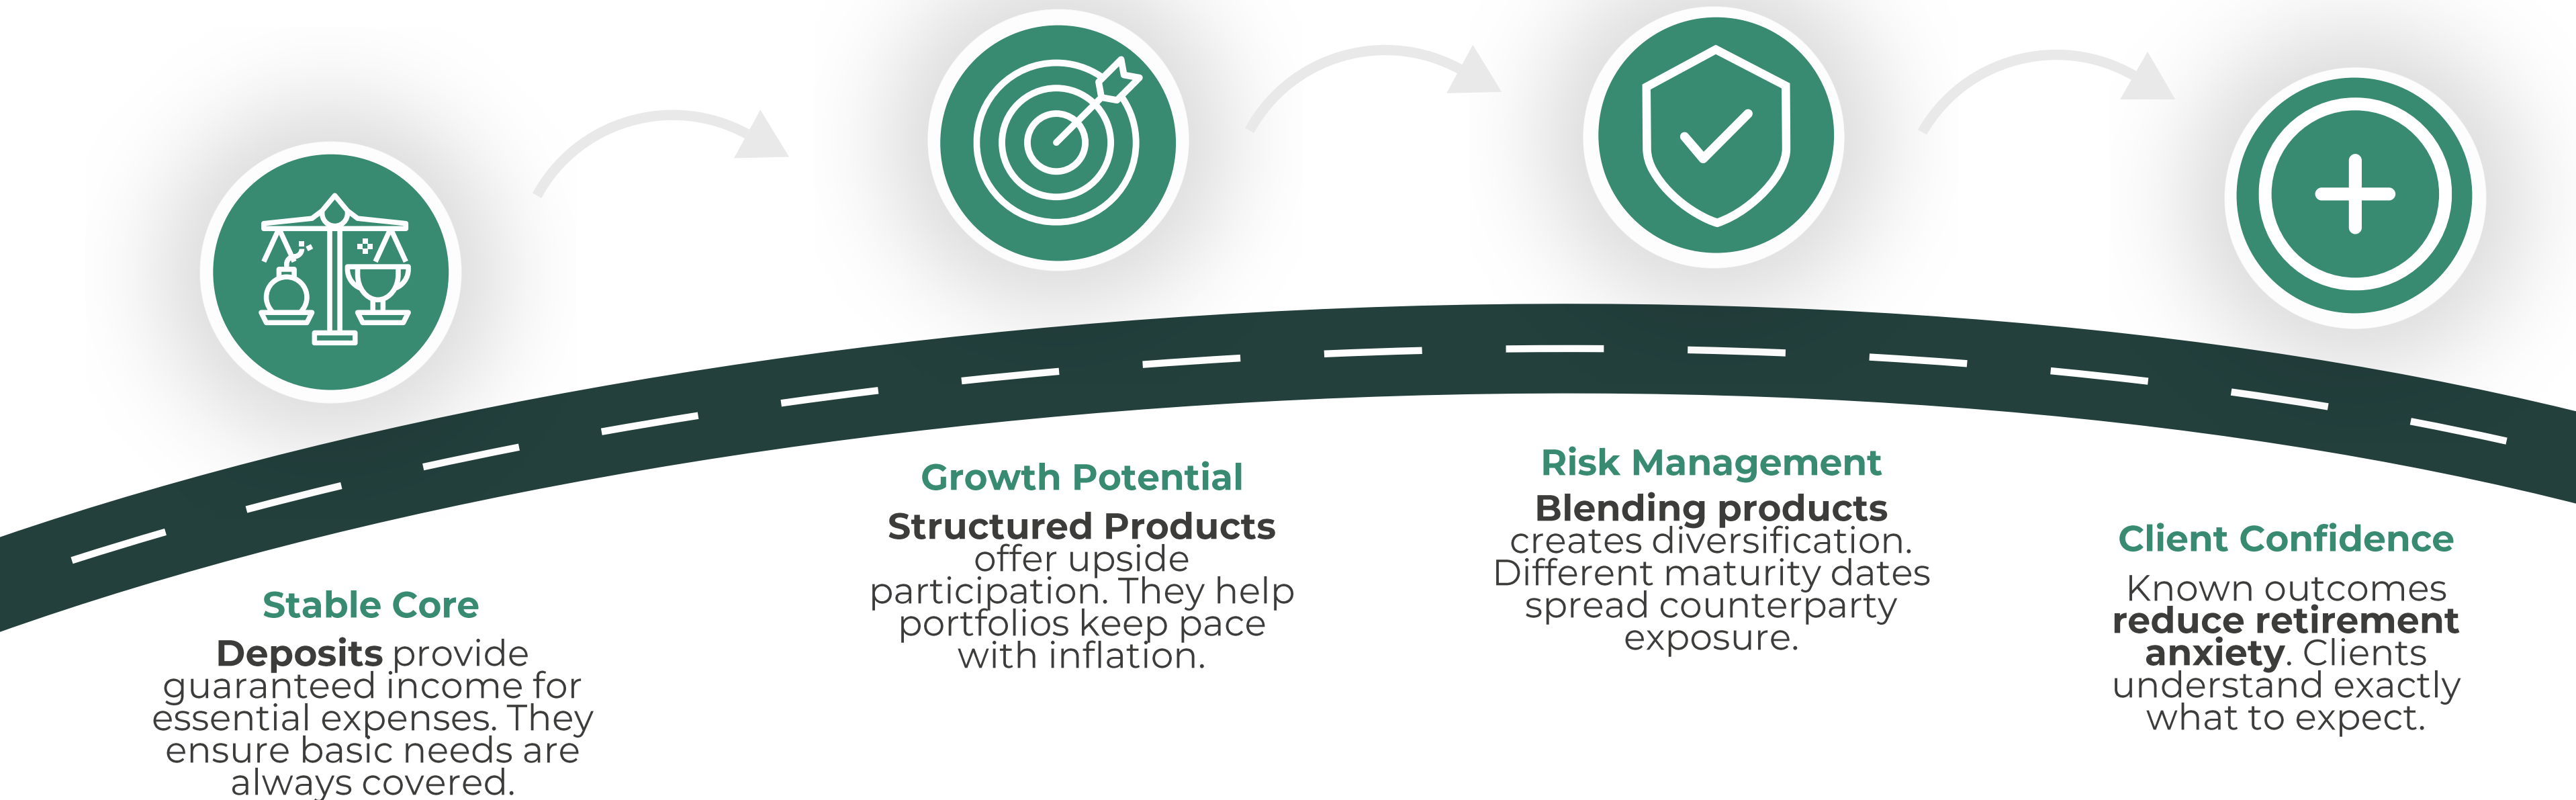 Stable Core
Deposits provide
guaranteed income for
essential expenses. They
ensure basic needs are
always covered.
Growth Potential
Structured Products
offer upside
participation. They help
portfolios keep pace
with inflation.
Risk Management
Blending products
creates diversification.
Different maturity dates
spread counterparty
exposure.
Client Confidence
Known outcomes
reduce retirement
anxiety. Clients
understand exactly
what to expect.